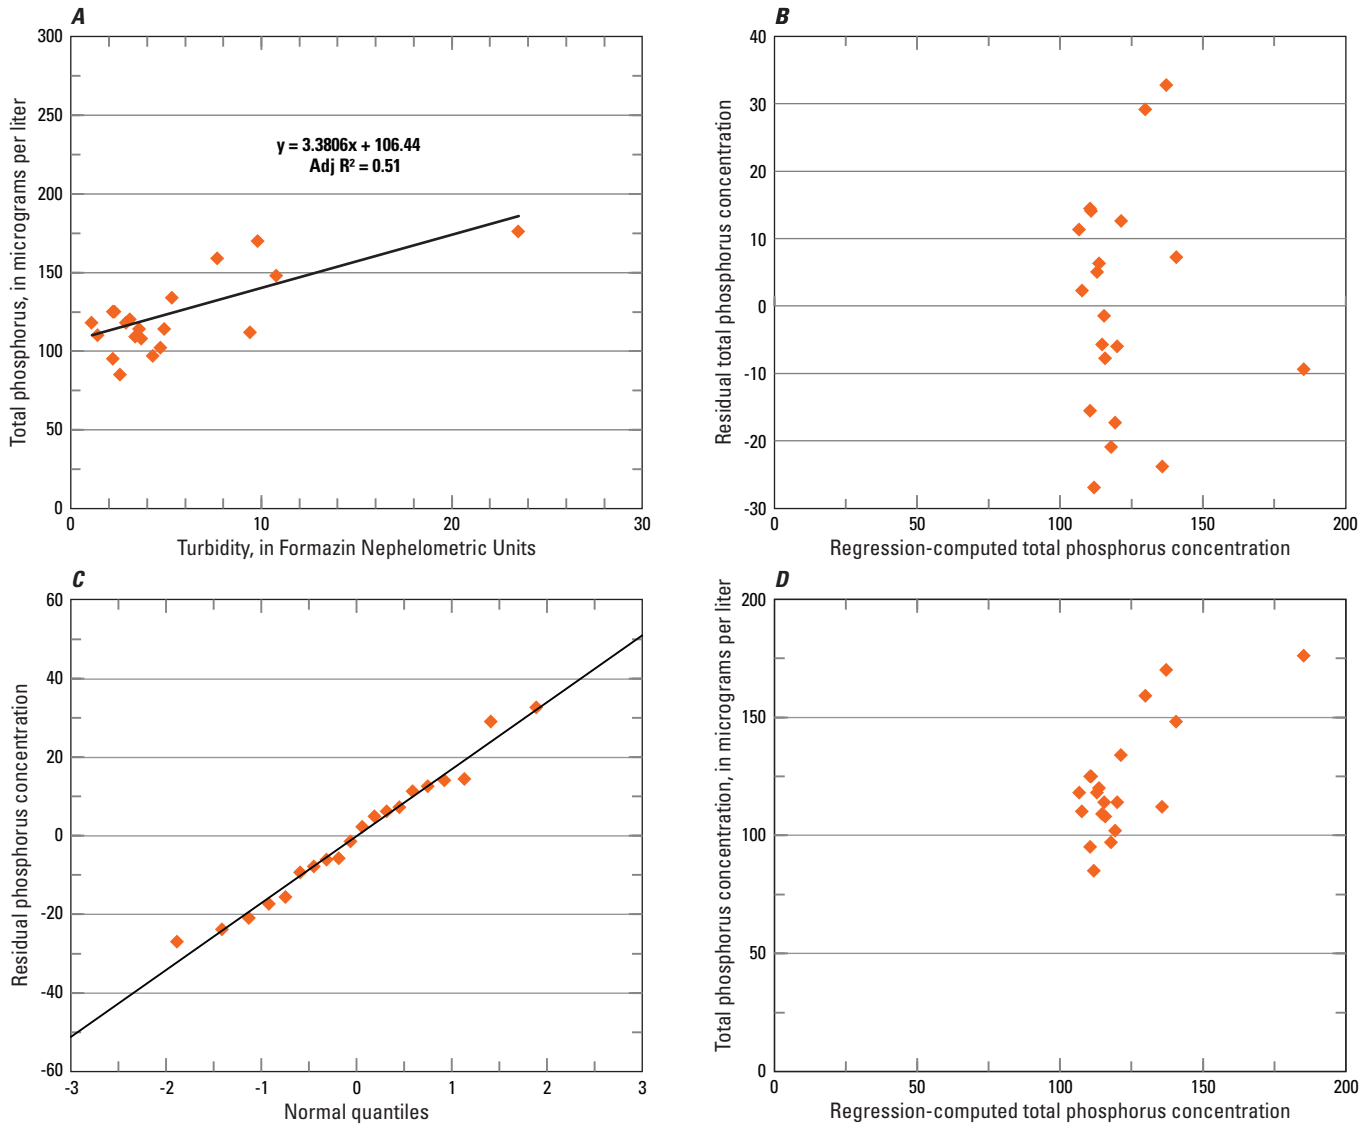 A
300
250
200
150
100
50
0
0 10 20 30
Total phosphorus, in micrograms per liter
y = 3.3806x + 106.44
Adj R² = 0.51
Turbidity, in Formazin Nephelometric Units
B
40
30
20
10
0
-10
-20
-30
0 50 100 150 200
Residual total phosphorus concentration
Regression-computed total phosphorus concentration
C
60
40
20
0
-20
-40
-60
-3 -2 -1 0 1 2 3
Residual phosphorus concentration
Normal quantiles
D
200
150
100
50
0
0 50 100 150 200
Total phosphorus concentration, in micrograms per liter
Regression-computed total phosphorus concentration